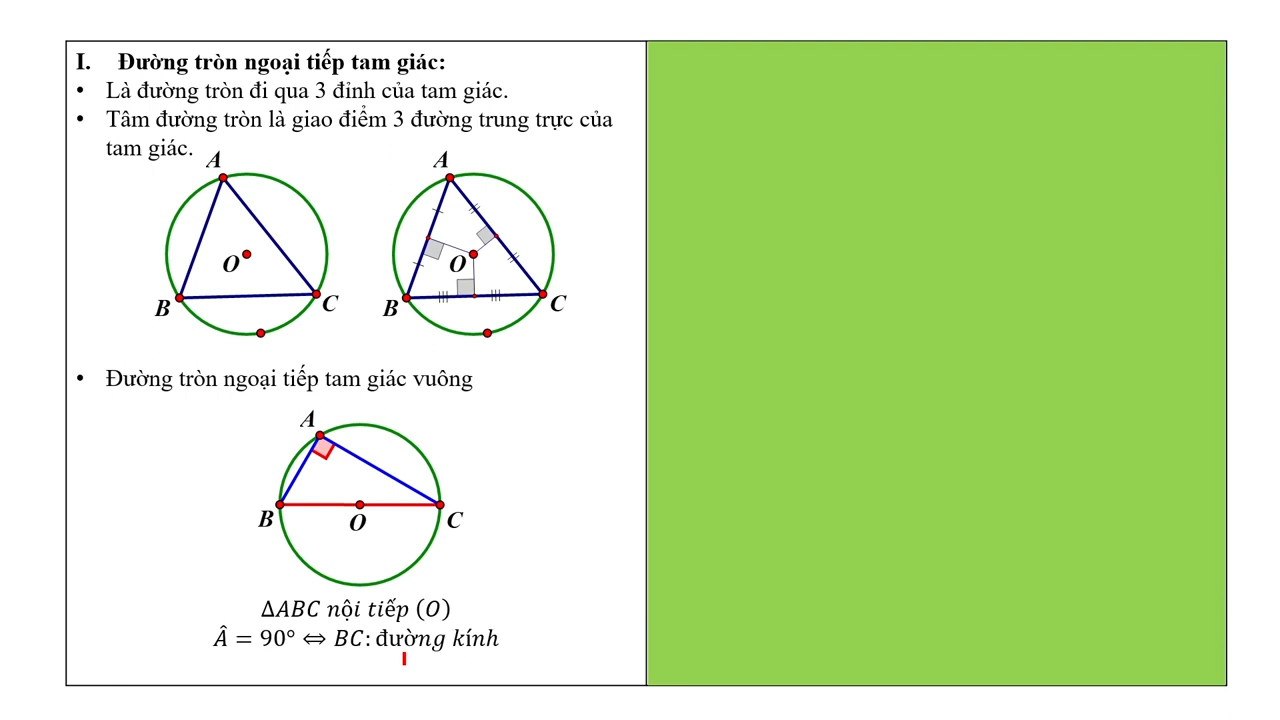 I. Đường tròn ngoại tiếp tam giác:
• Là đường tròn đi qua 3 đỉnh của tam giác.
• Tâm đường tròn là giao điểm 3 đường trung trực của
tam giác.
A
O
B
C
A
O
B
C
• Đường tròn ngoại tiếp tam giác vuông
A
B
O
C
∆ABC nội tiếp (O)
Â = 90° ⇔ BC: đường kính